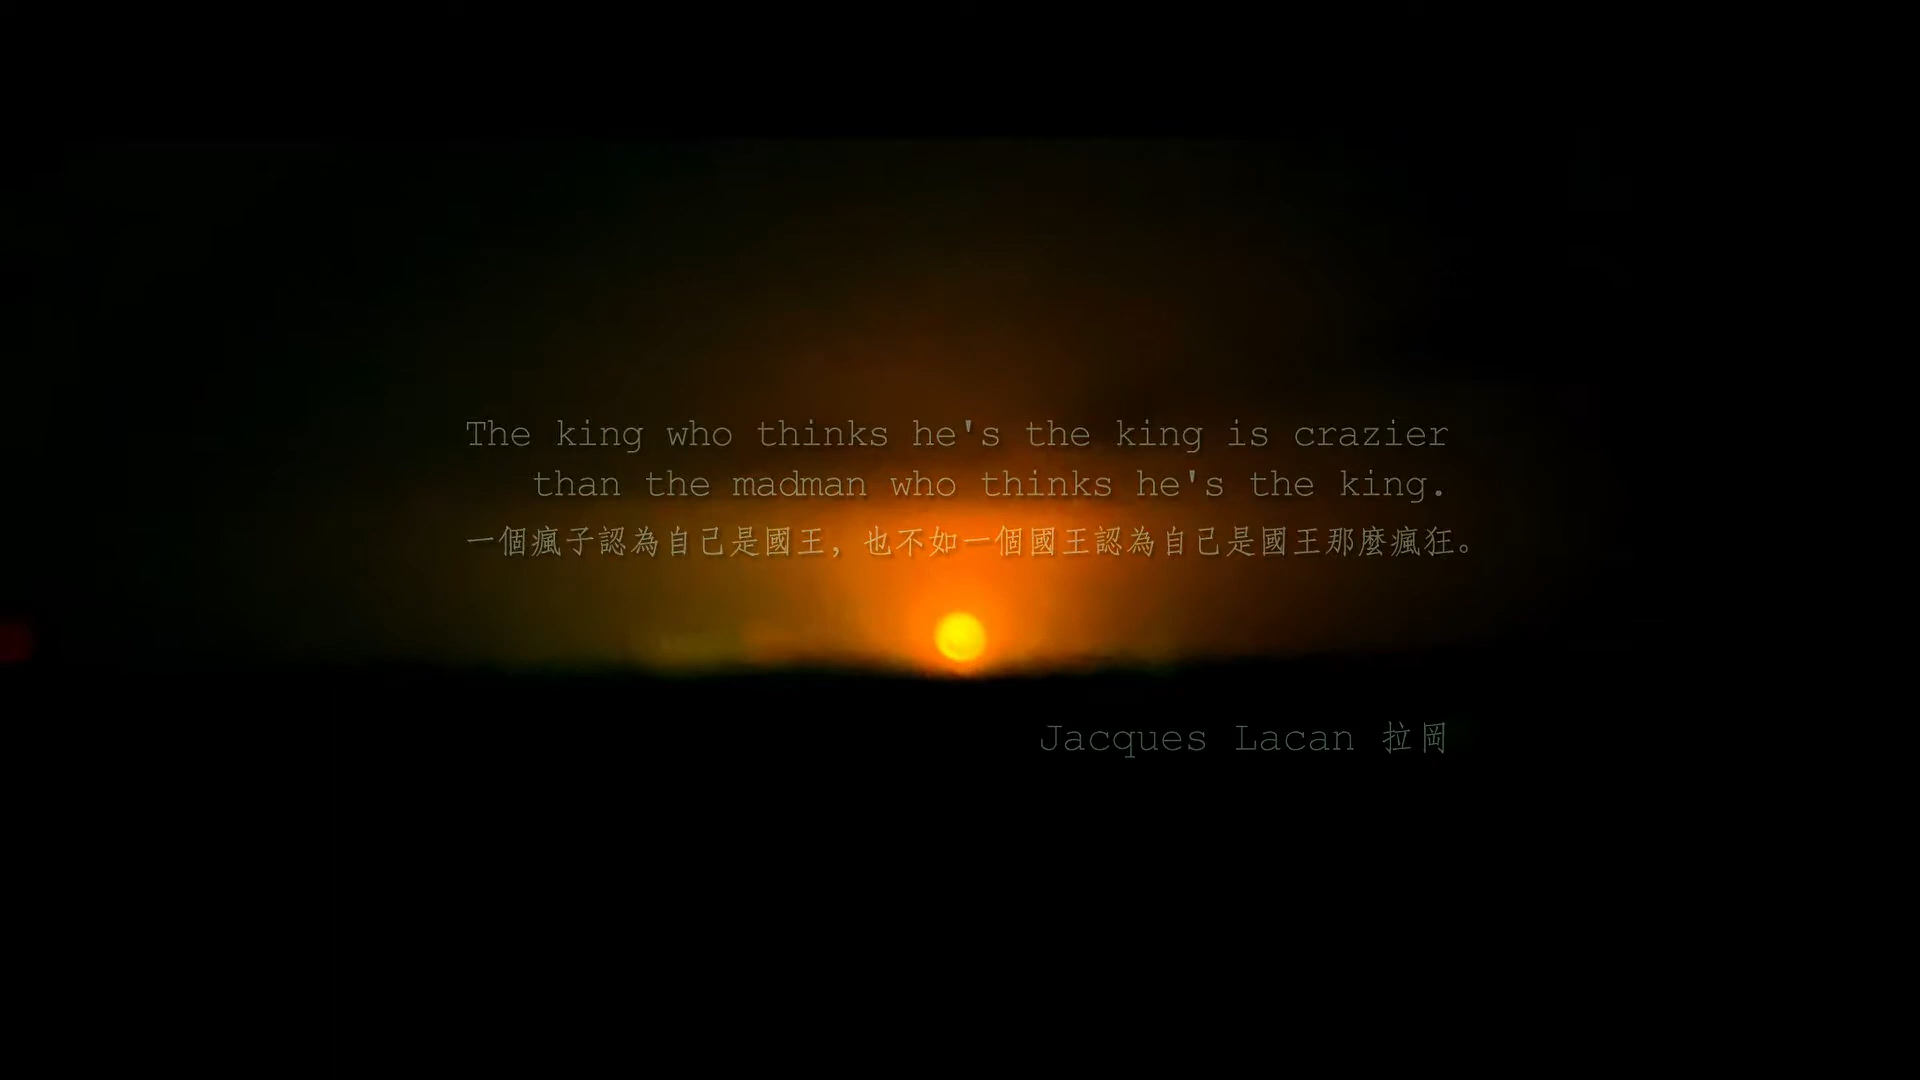 The king who thinks he's the king is crazier
than the madman who thinks he's the king.
一個瘋子認為自己是國王，也不如一個國王認為自己是國王那麼瘋狂。
Jacques Lacan 拉岡